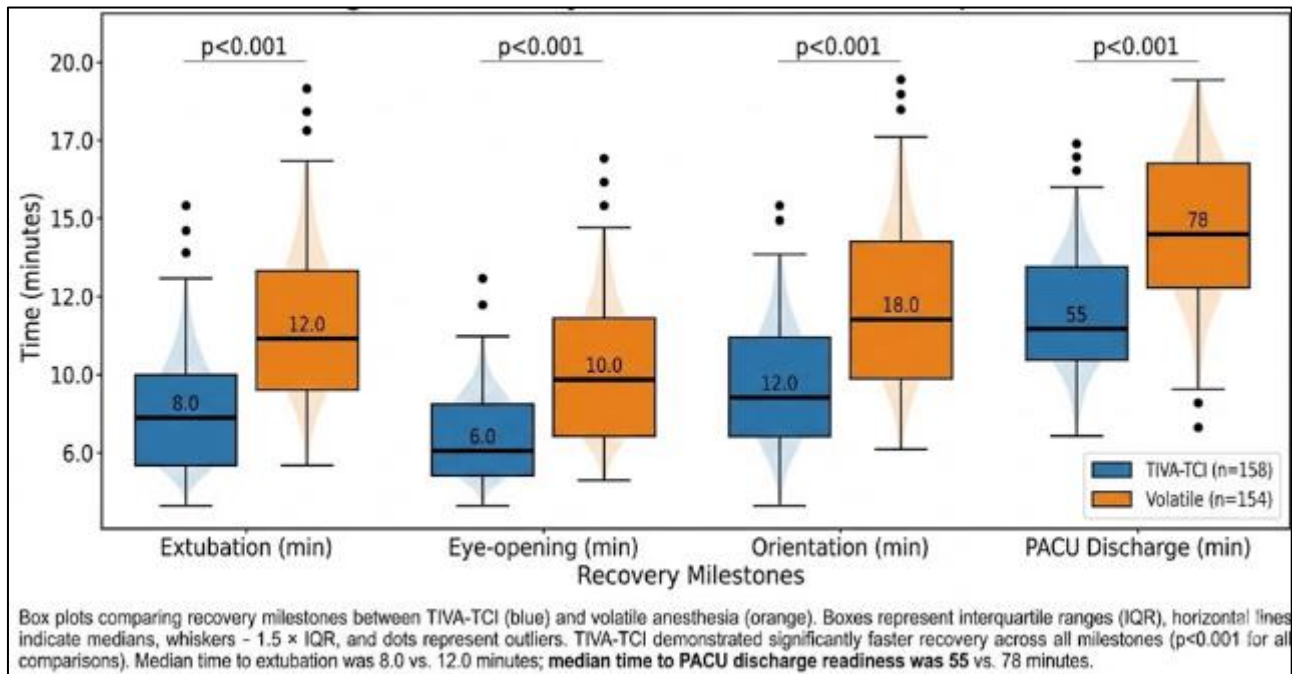 p<0.001 p<0.001 p<0.001 p<0.001
20.0
17.0
15.0
12.0
10.0
6.0
Time (minutes)
8.0 12.0 6.0 10.0 12.0 18.0 55 78
TIVA-TCI (n=158)
Volatile (n=154)
Extubation (min) Eye-opening (min) Orientation (min) PACU Discharge (min)
Recovery Milestones
Box plots comparing recovery milestones between TIVA-TCI (blue) and volatile anesthesia (orange). Boxes represent interquartile ranges (IQR), horizontal lines
indicate medians, whiskers – 1.5 × IQR, and dots represent outliers. TIVA-TCI demonstrated significantly faster recovery across all milestones (p<0.001 for all
comparisons). Median time to extubation was 8.0 vs. 12.0 minutes; median time to PACU discharge readiness was 55 vs. 78 minutes.